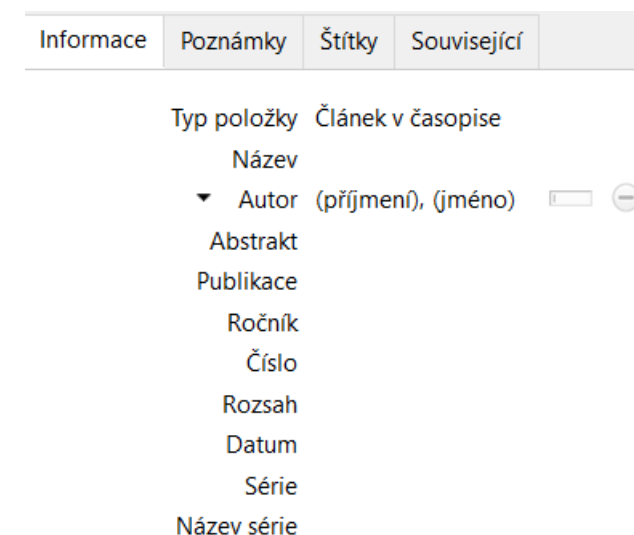 Informace Poznámky Štítky Související
Typ položky Článek v časopise
Název
Autor (příjmení), (jméno)
Abstrakt
Publikace
Ročník
Číslo
Rozsah
Datum
Série
Název série